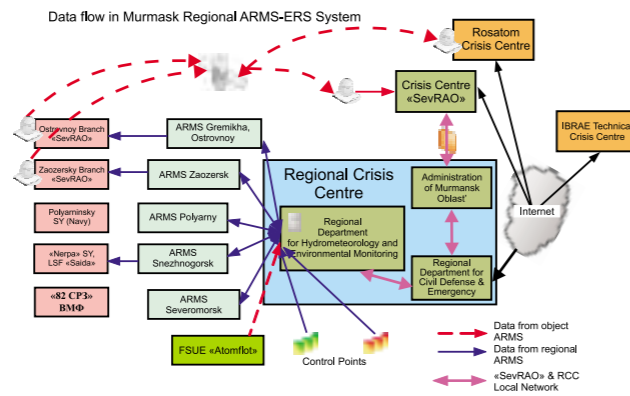 Data flow in Murmask Regional ARMS-ERS System
Rosatom
Crisis Centre
Crisis Centre
«SevRAO»
IBRAE Technical
Crisis Centre
Ostrovnoy Branch
«SevRAO»
ARMS Gremikha,
Ostrovnoy
Zaozersky Branch
«SevRAO»
ARMS Zaozersk
Regional Crisis
Centre
Administration
of Murmansk
Oblast'
Internet
Polyarninsky
SY (Navy)
ARMS Polyarny
Regional
Department
for Hydrometeorology and
Environmental Monitoring
«Nerpa» SY,
LSF «Saida»
ARMS
Snezhnogorsk
Regional
Department for
Civil Defense &
Emergency
«82 СРЗ»
ВМФ
ARMS
Severomorsk
FSUE «Atomflot»
Control Points
Data from object
ARMS
Data from regional
ARMS
«SevRAO» & RCC
Local Network